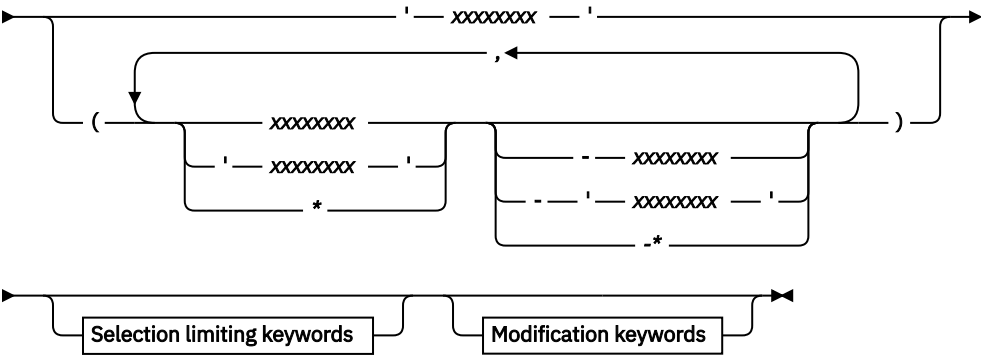 ' xxxxxxxx '
,
( xxxxxxxx )
- xxxxxxxx
' xxxxxxxx '
- ' xxxxxxxx '
*
-*
Selection limiting keywords Modification keywords